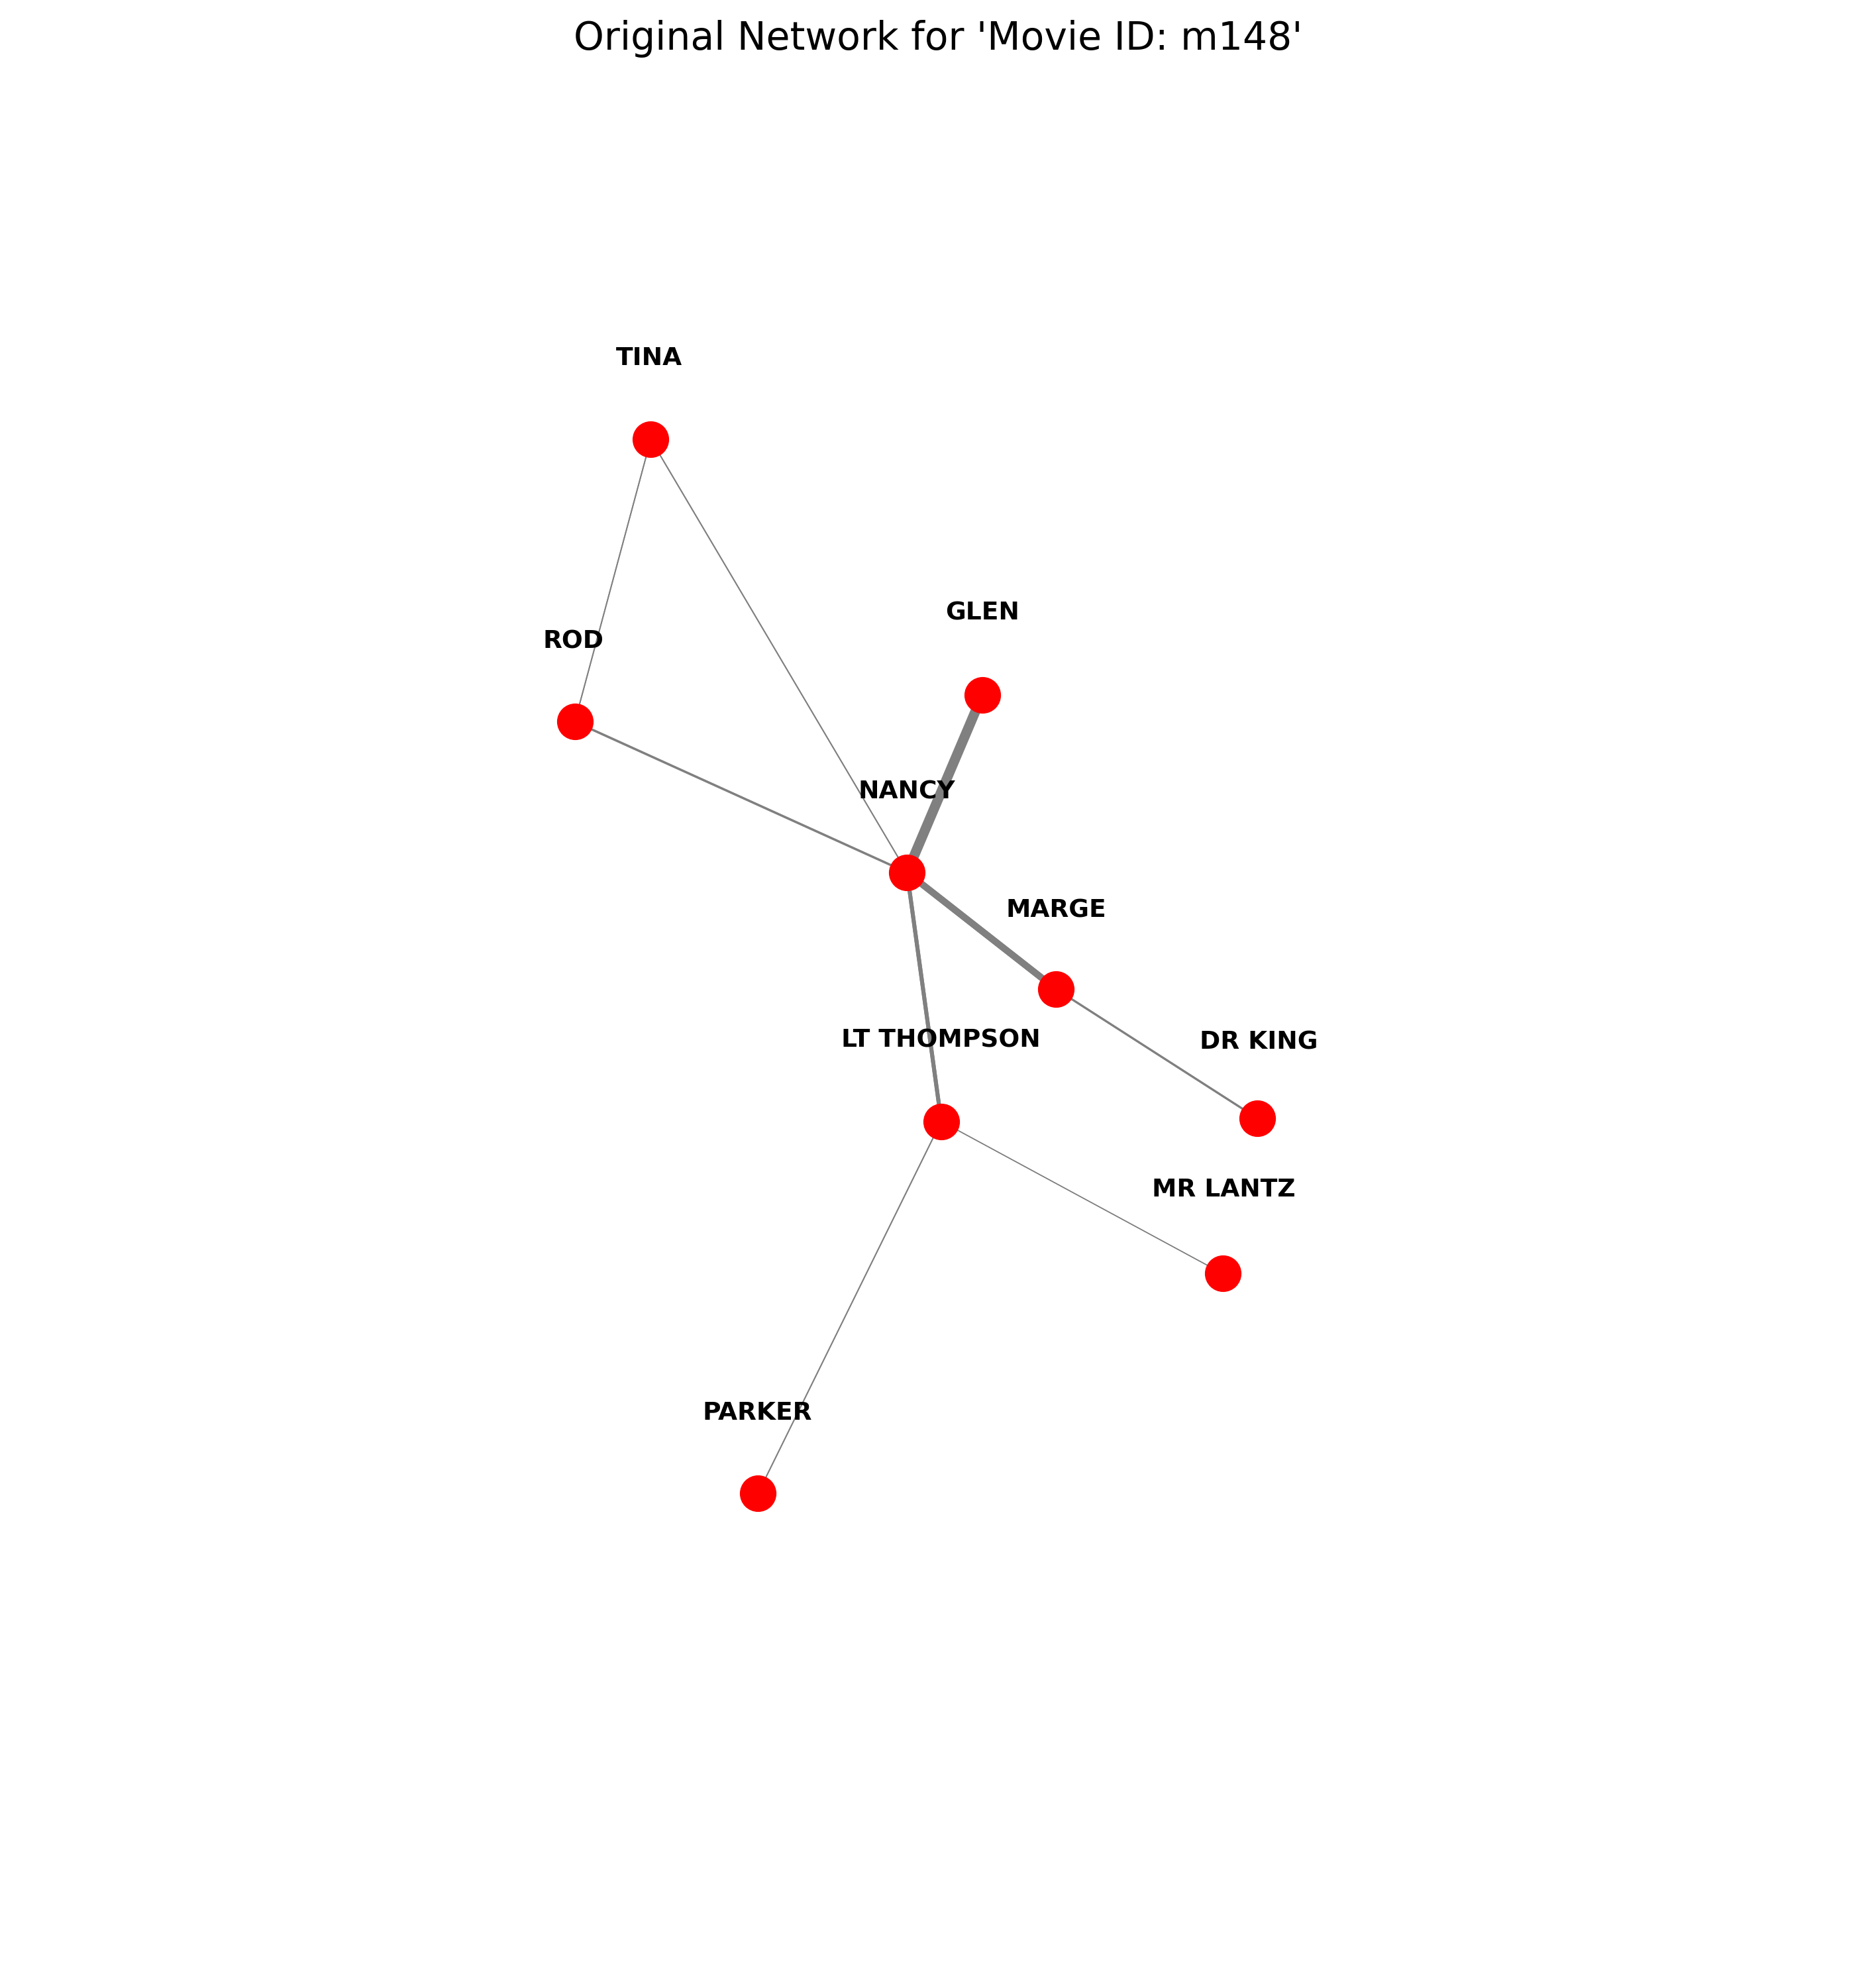 Original Network for 'Movie ID: m148'
TINA
GLEN
ROD
NANCY
MARGE
LT THOMPSON
DR KING
MR LANTZ
PARKER